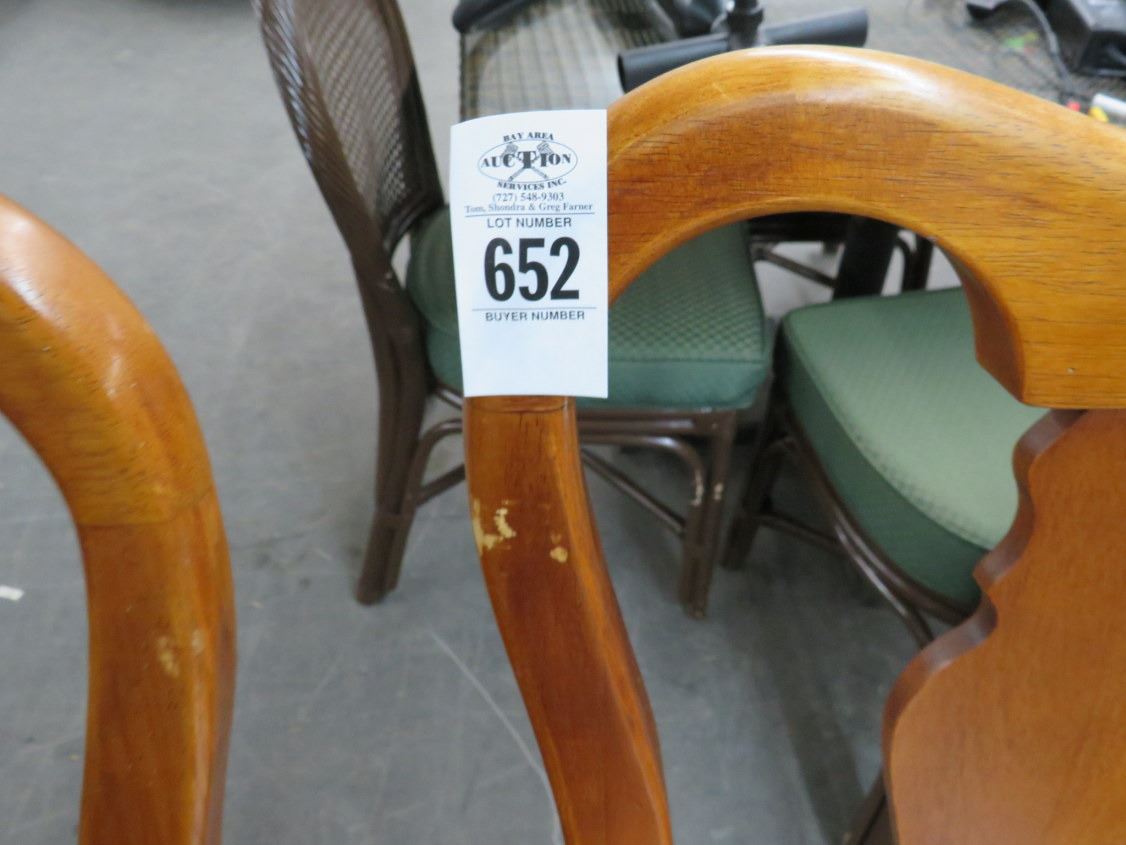 BAY AREA
AUCTION
SERVICES INC.
(727) 548-9303
Tom, Shondra & Greg Farner
LOT NUMBER
652
BUYER NUMBER